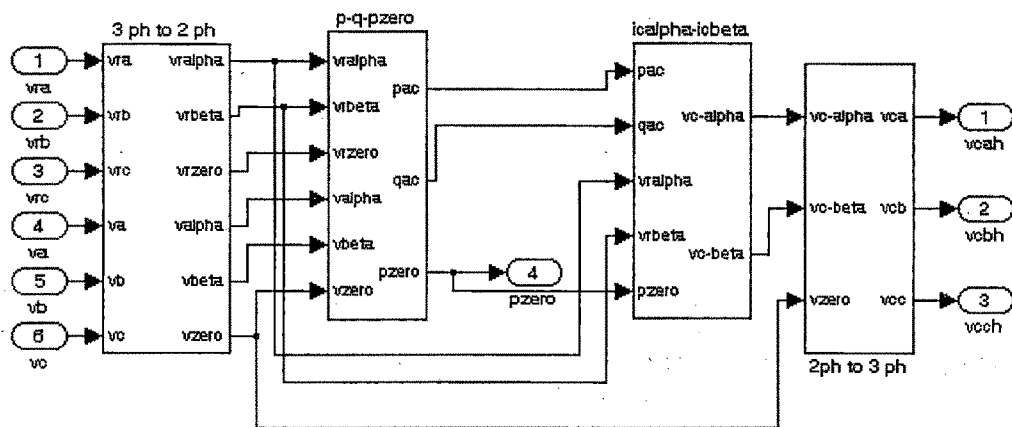 3 ph to 2 ph
1
vra
2
vrb
3
vrc
4
va
5
vb
6
vc
vra
vrb
vrc
va
vb
vc
vralpha
vrbeta
vrzero
valpha
vbeta
vzero
p-q-pzero
vralpha
vrbeta
vrzero
valpha
vbeta
vzero
pac
qac
pzero
4
pzero
icalpha-icbeta
pac
qac
vralpha
vrbeta
pzero
vc-alpha
vc-beta
vc-alpha
vc-beta
vzero
vca
vcb
vcc
2ph to 3 ph
1
vcah
2
vcbh
3
vcch